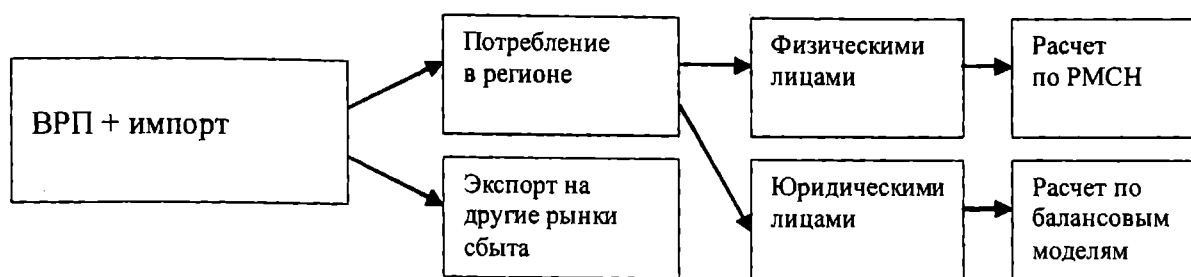 ВРП + импорт
Потребление
в регионе
Экспорт на
другие рынки
сбыта
Физическими
лицами
Юридическими
лицами
Расчет
по РМСН
Расчет по
балансовым
моделям